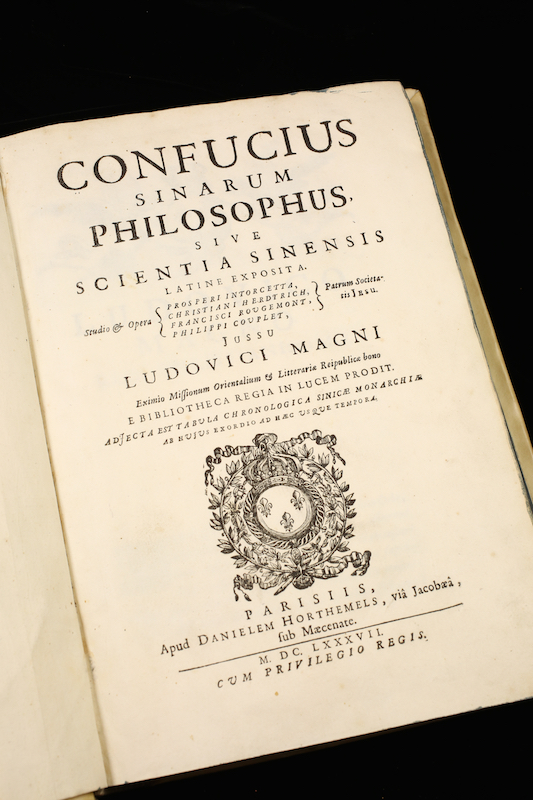 CONFUCIUS
SINARUM
PHILOSOPHUS,
SIVE
SCIENTIA SINENSIS
LATINE EXPOSITA.
Studio & Opera { PROSPERI INTORCETTA, CHRISTIANI HERDTRICH, FRANCISCI ROUGEMONT, PHILIPPI COUPLET, } Patrum Societatis JESU.
JUSSU
LUDOVICI MAGNI
Eximio Missionum Orientalium & Litterariæ Reipublicæ bono
E BIBLIOTHECA REGIA IN LUCEM PRODIT.
ADJECTA EST TABULA CHRONOLOGICA SINICÆ MONARCHIÆ
AB HUJUS EXORDIO AD HÆC USQUE TEMPORA.
PARISIIS,
Apud DANIELEM HORTHEMELS, viâ Jacobæâ,
sub Mæcenate.
M. DC. LXXXVII.
CUM PRIVILEGIO REGIS.